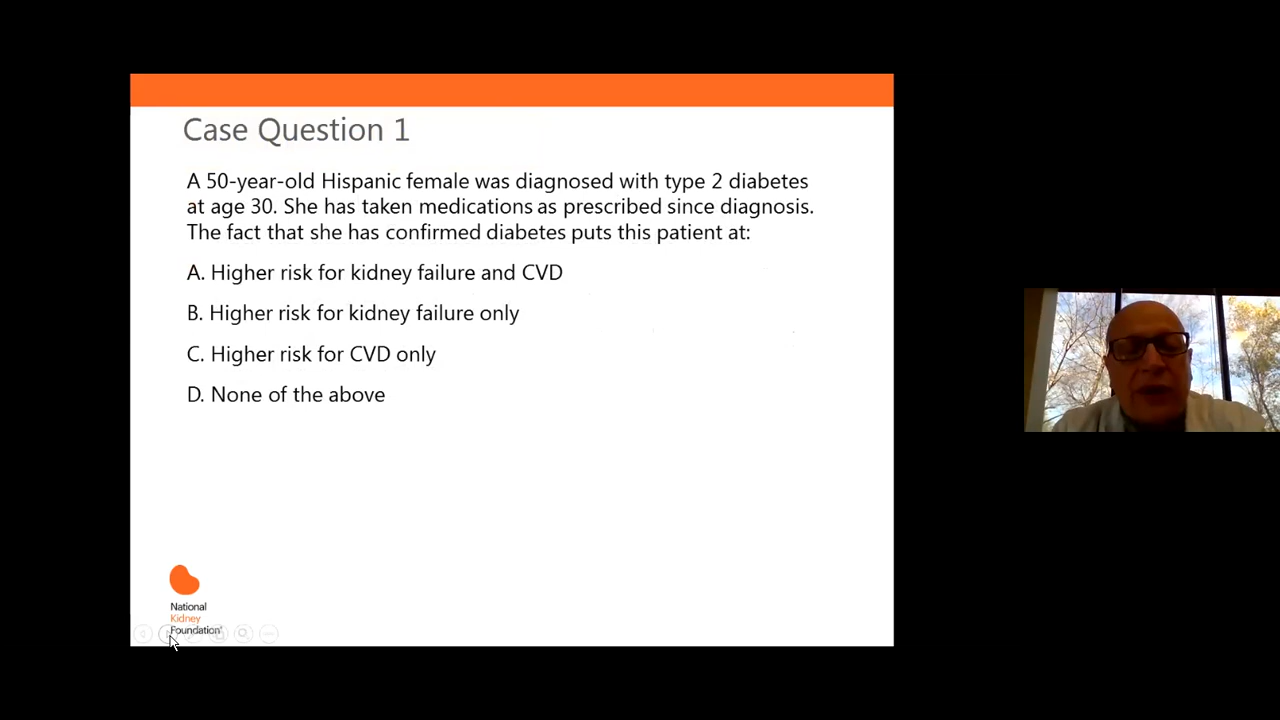 Case Question 1
A 50-year-old Hispanic female was diagnosed with type 2 diabetes
at age 30. She has taken medications as prescribed since diagnosis.
The fact that she has confirmed diabetes puts this patient at:
A. Higher risk for kidney failure and CVD
B. Higher risk for kidney failure only
C. Higher risk for CVD only
D. None of the above
National
Kidney
Foundation®